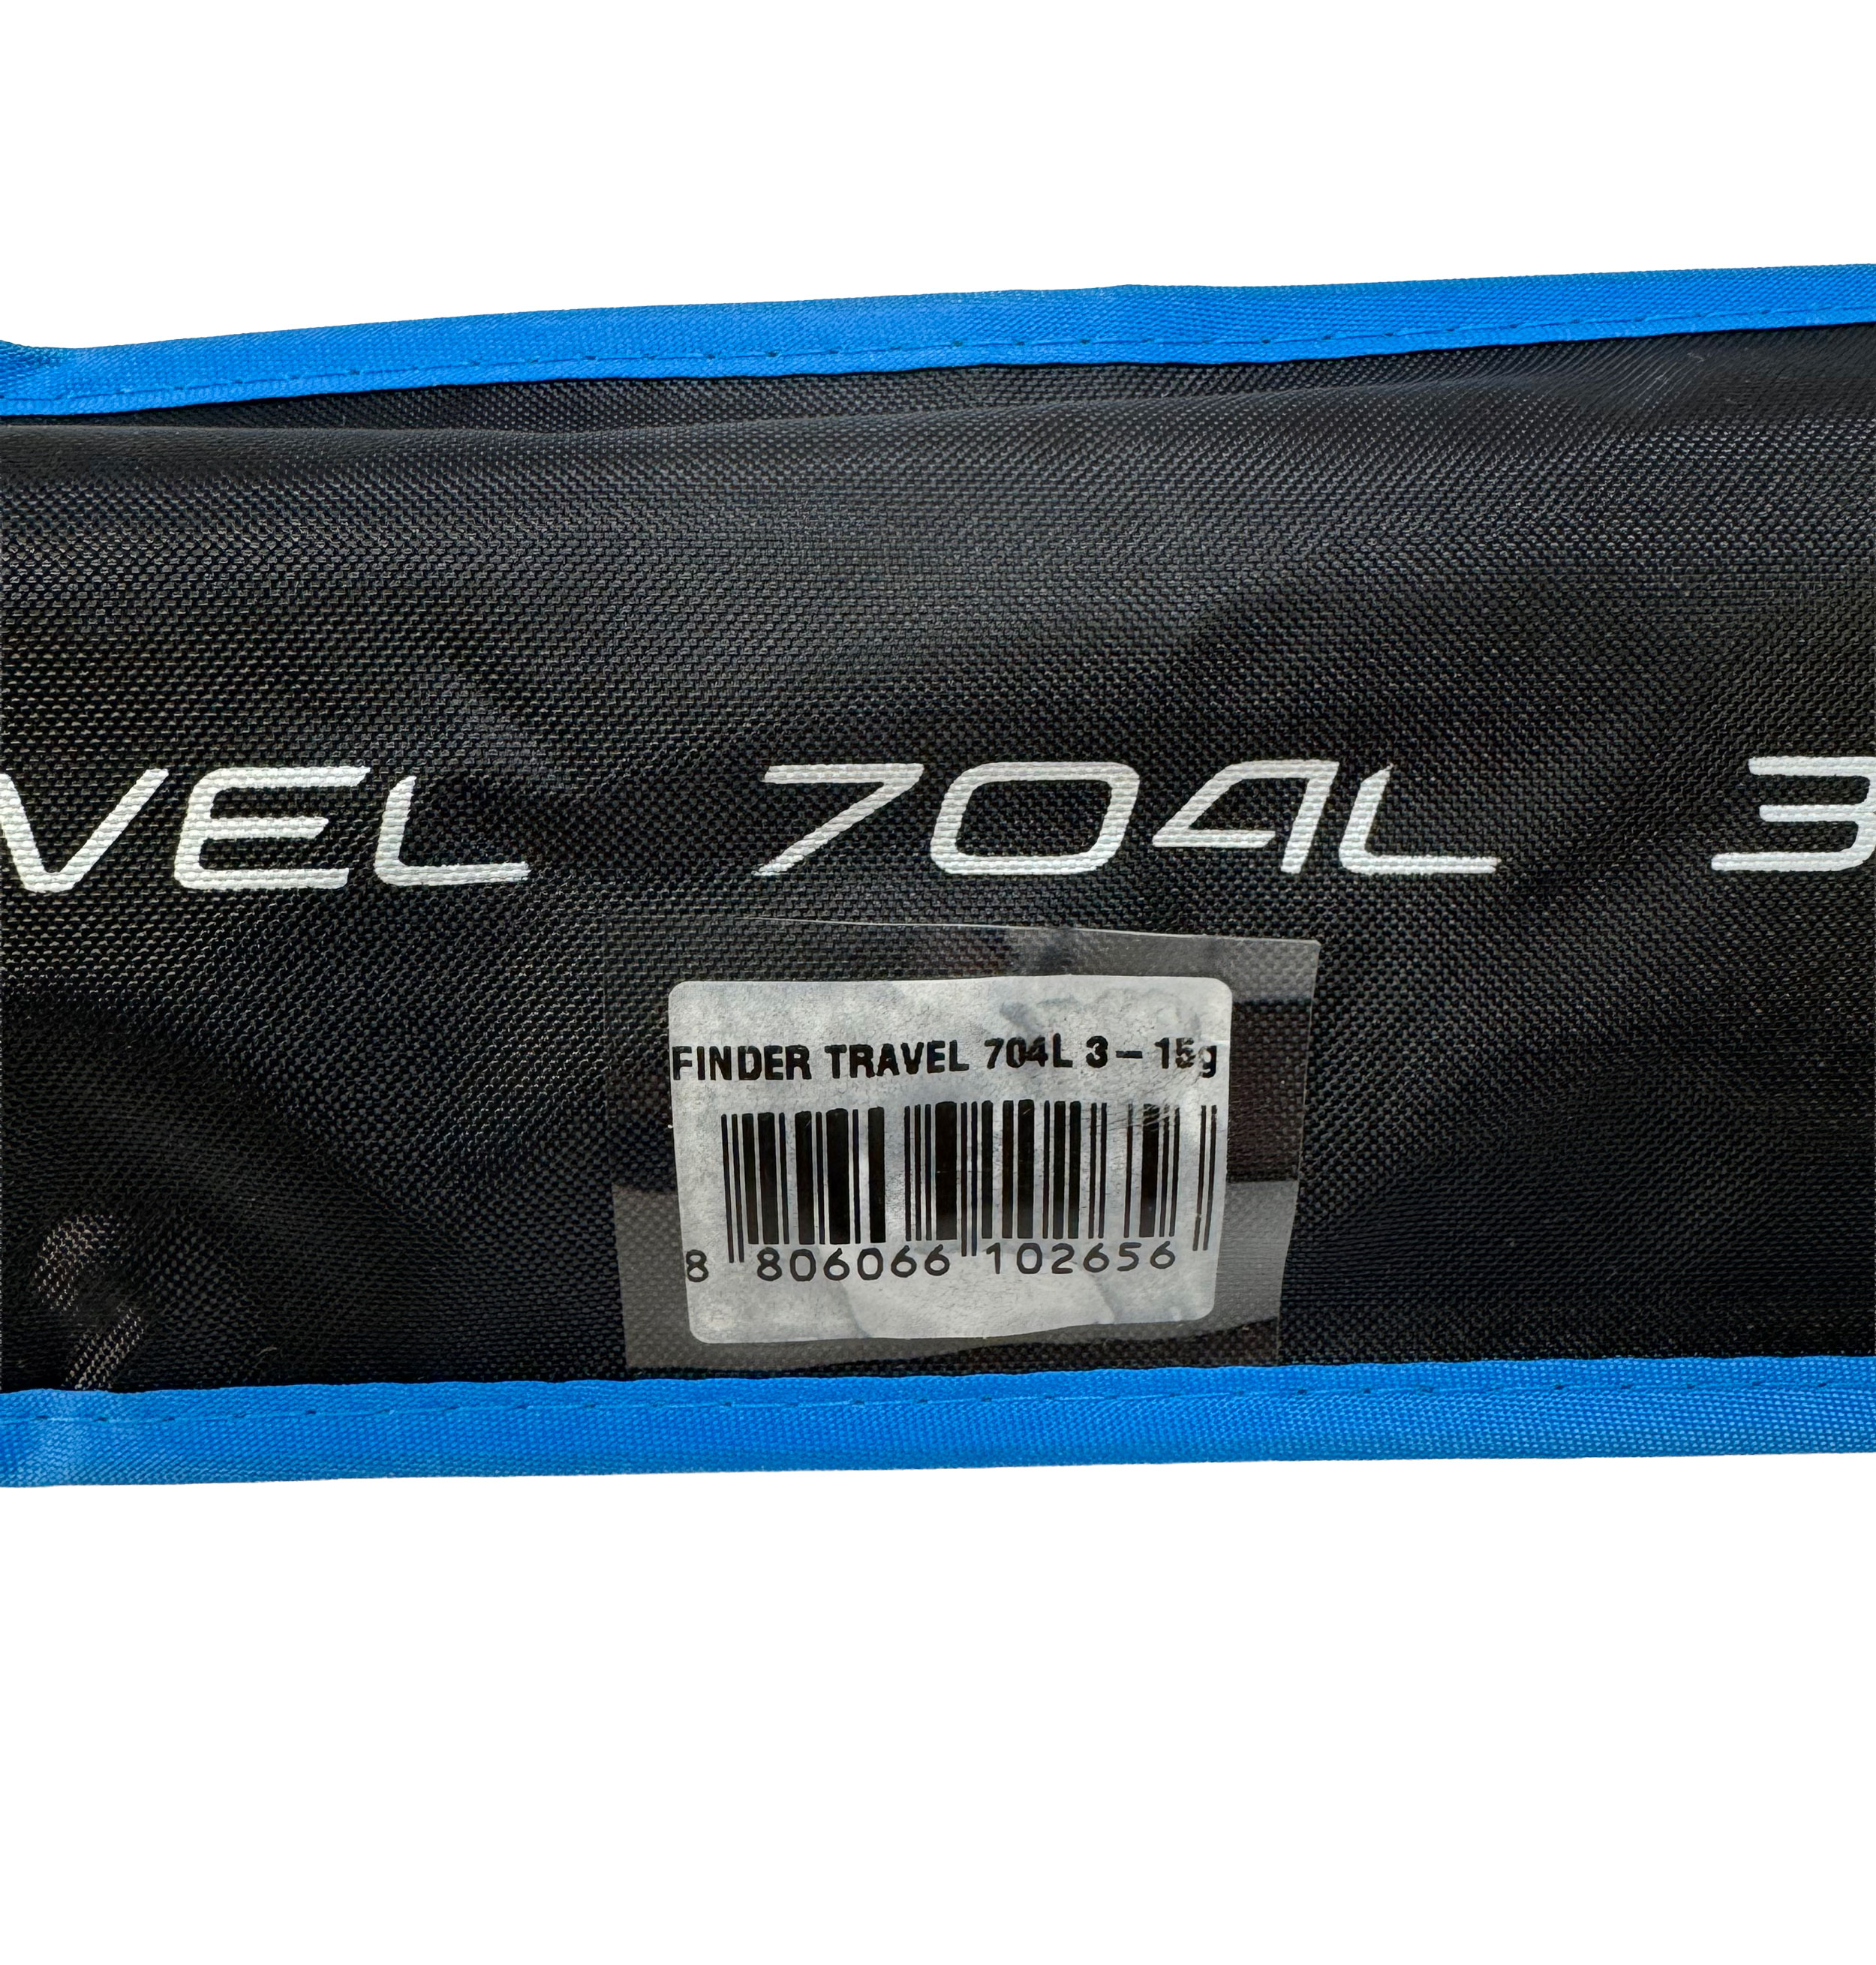 VEL 704L 3
FINDER TRAVEL 704L 3 – 15g
8 806066 102656